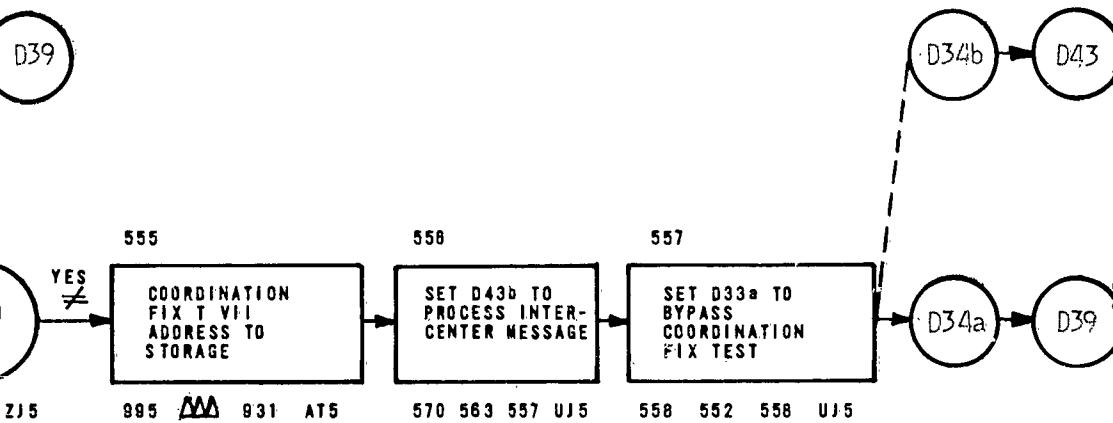 D39
D34b
D43
555
556
557
YES
≠
COORDINATION
FIX T VII
ADDRESS TO
STORAGE
SET D43b TO
PROCESS INTER-
CENTER MESSAGE
SET D33a TO
BYPASS
COORDINATION
FIX TEST
D34a
D39
ZJ5
995 931 AT5
570 563 557 UJ5
558 552 558 UJ5